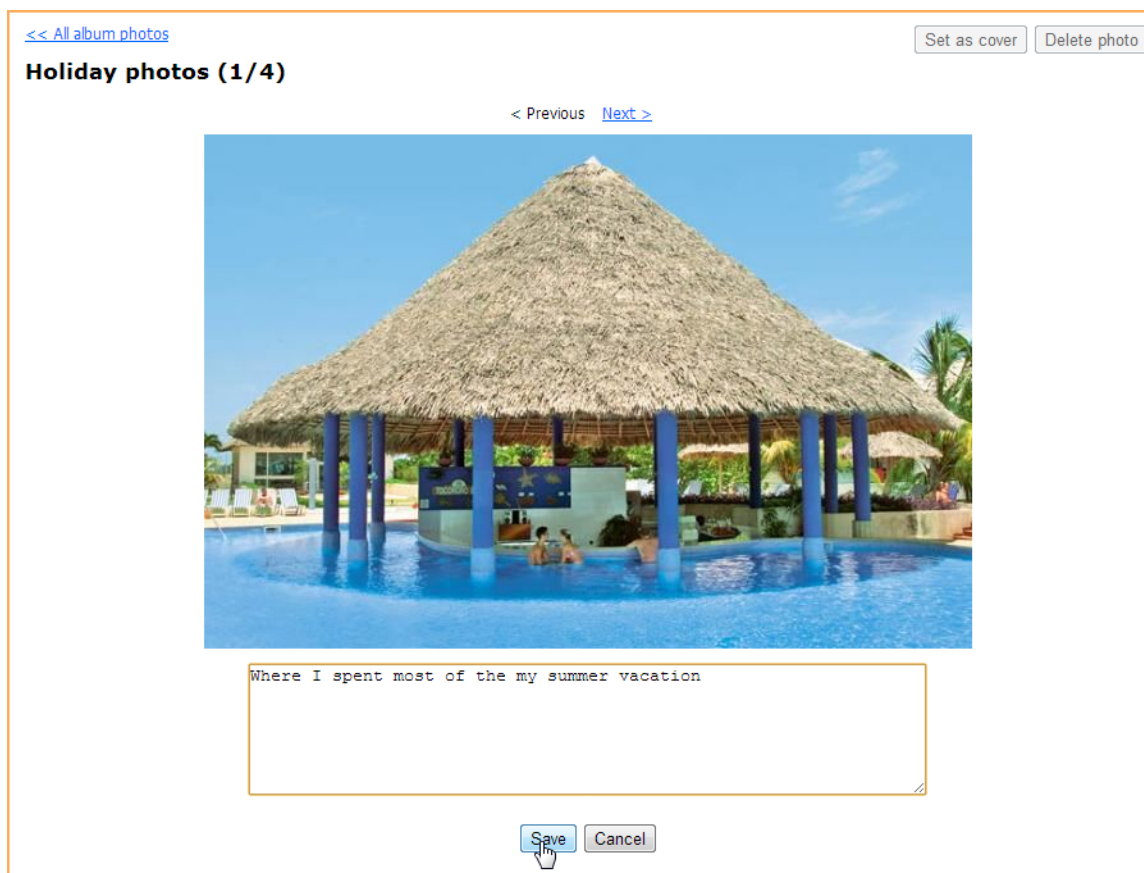 << All album photos
Set as cover
Delete photo
Holiday photos (1/4)
< Previous Next >
Where I spent most of the my summer vacation
Save
Cancel